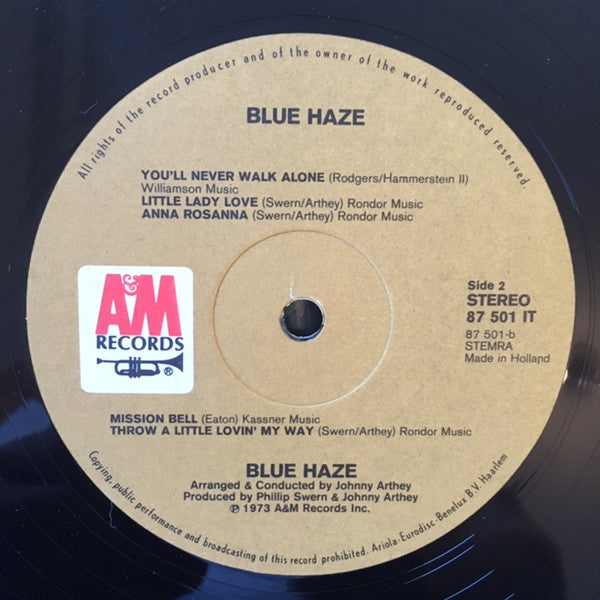 All rights of the record producer and of the owner of the work reproduced reserved.
BLUE HAZE
YOU'LL NEVER WALK ALONE (Rodgers/Hammerstein II)
Williamson Music
LITTLE LADY LOVE (Swern/Arthey) Rondor Music
ANNA ROSANNA (Swern/Arthey) Rondor Music
A&M
RECORDS
®
Side 2
STEREO
87 501 IT
87 501-b
STEMRA
Made in Holland
MISSION BELL (Eaton) Kassner Music
THROW A LITTLE LOVIN' MY WAY (Swern/Arthey) Rondor Music
BLUE HAZE
Arranged & Conducted by Johnny Arthey
Produced by Phillip Swern & Johnny Arthey
℗ 1973 A&M Records Inc.
Copying, public performance and broadcasting of this record prohibited. Ariola-Eurodisc-Benelux B.V. Haarlem